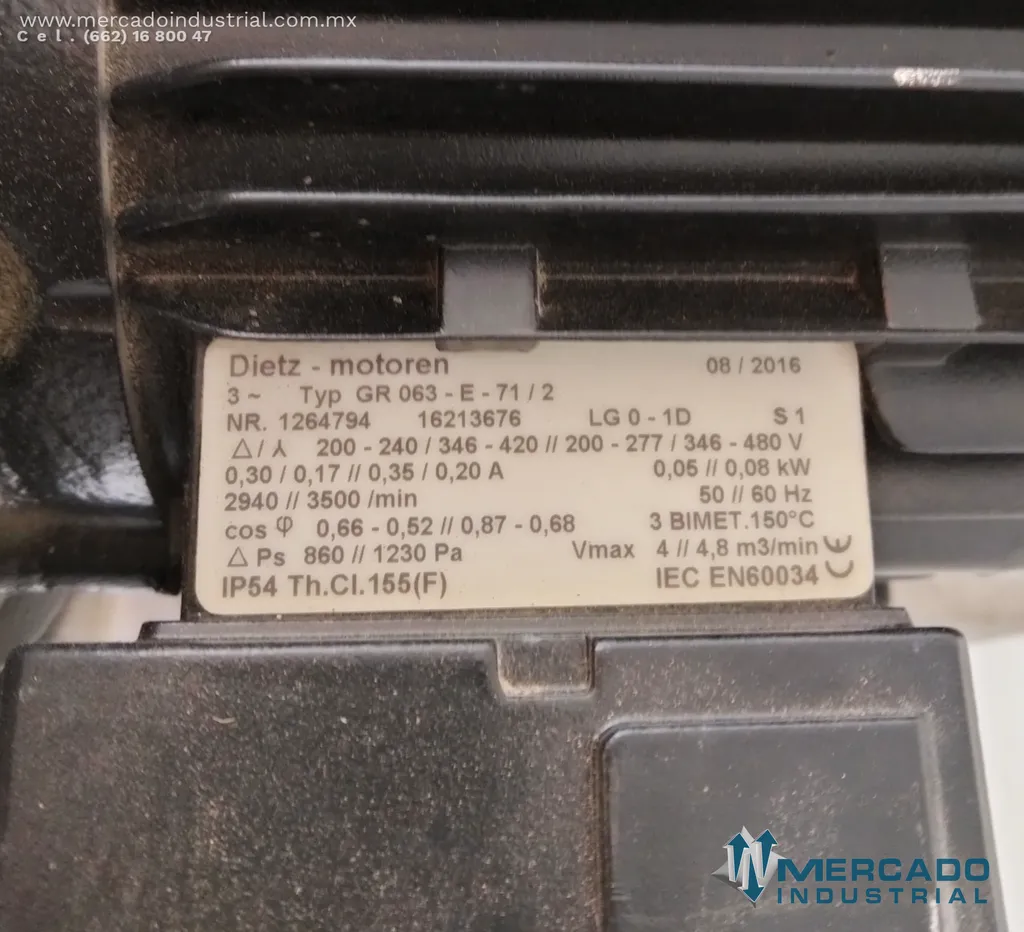 www.mercadoindustrial.com.mx
Cel. (662) 16 800 47
Dietz - motoren 08 / 2016
3 ~ Typ GR 063 - E - 71 / 2
NR. 1264794 16213676 LG 0 - 1D S 1
△ / ⅄ 200 - 240 / 346 - 420 // 200 - 277 / 346 - 480 V
0,30 / 0,17 // 0,35 / 0,20 A 0,05 // 0,08 kW
2940 // 3500 /min 50 // 60 Hz
cos φ 0,66 - 0,52 // 0,87 - 0,68 3 BIMET.150°C
△ Ps 860 // 1230 Pa Vmax 4 // 4,8 m3/min CE
IP54 Th.Cl.155(F) IEC EN60034
MERCADO
INDUSTRIAL